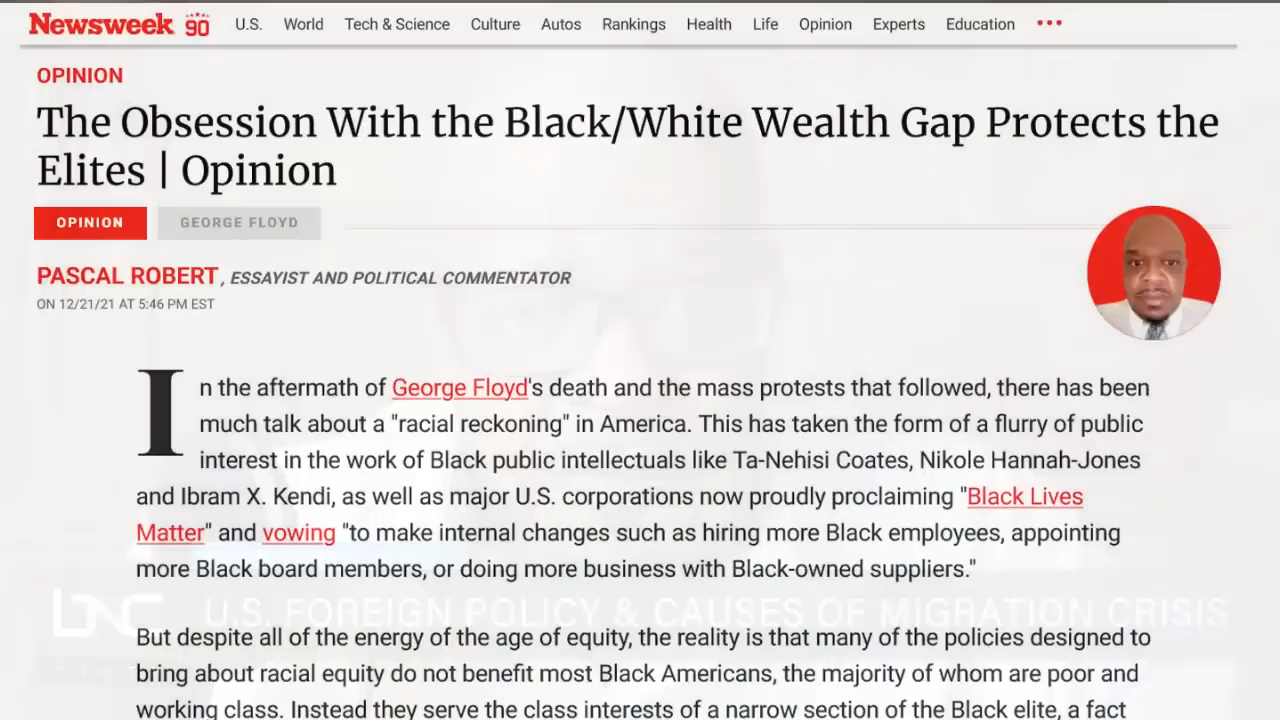 Newsweek 90 U.S. World Tech & Science Culture Autos Rankings Health Life Opinion Experts Education
OPINION
The Obsession With the Black/White Wealth Gap Protects the
Elites | Opinion
OPINION GEORGE FLOYD
PASCAL ROBERT , ESSAYIST AND POLITICAL COMMENTATOR
ON 12/21/21 AT 5:46 PM EST
In the aftermath of George Floyd's death and the mass protests that followed, there has been
much talk about a "racial reckoning" in America. This has taken the form of a flurry of public
interest in the work of Black public intellectuals like Ta-Nehisi Coates, Nikole Hannah-Jones
and Ibram X. Kendi, as well as major U.S. corporations now proudly proclaiming "Black Lives
Matter" and vowing "to make internal changes such as hiring more Black employees, appointing
more Black board members, or doing more business with Black-owned suppliers."
U.S. FOREIGN POLICY & CAUSES OF MIGRATION CRISIS
But despite all of the energy of the age of equity, the reality is that many of the policies designed to
bring about racial equity do not benefit most Black Americans, the majority of whom are poor and
working class. Instead they serve the class interests of a narrow section of the Black elite, a fact